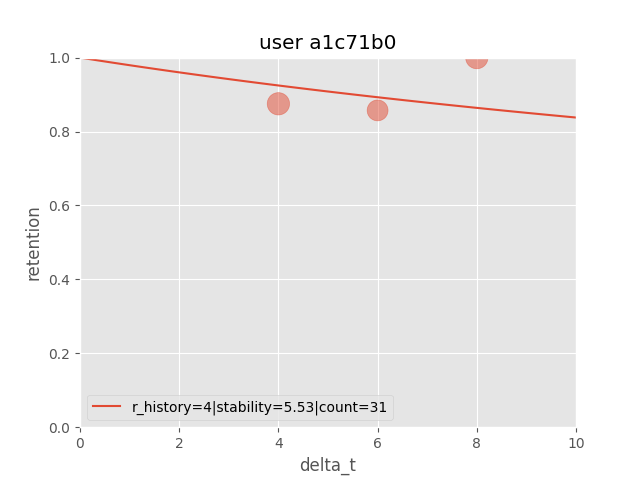 user a1c71b0
1.0
0.8
0.6
0.4
0.2
0.0
retention
r_history=4|stability=5.53|count=31
0 2 4 6 8 10
delta_t